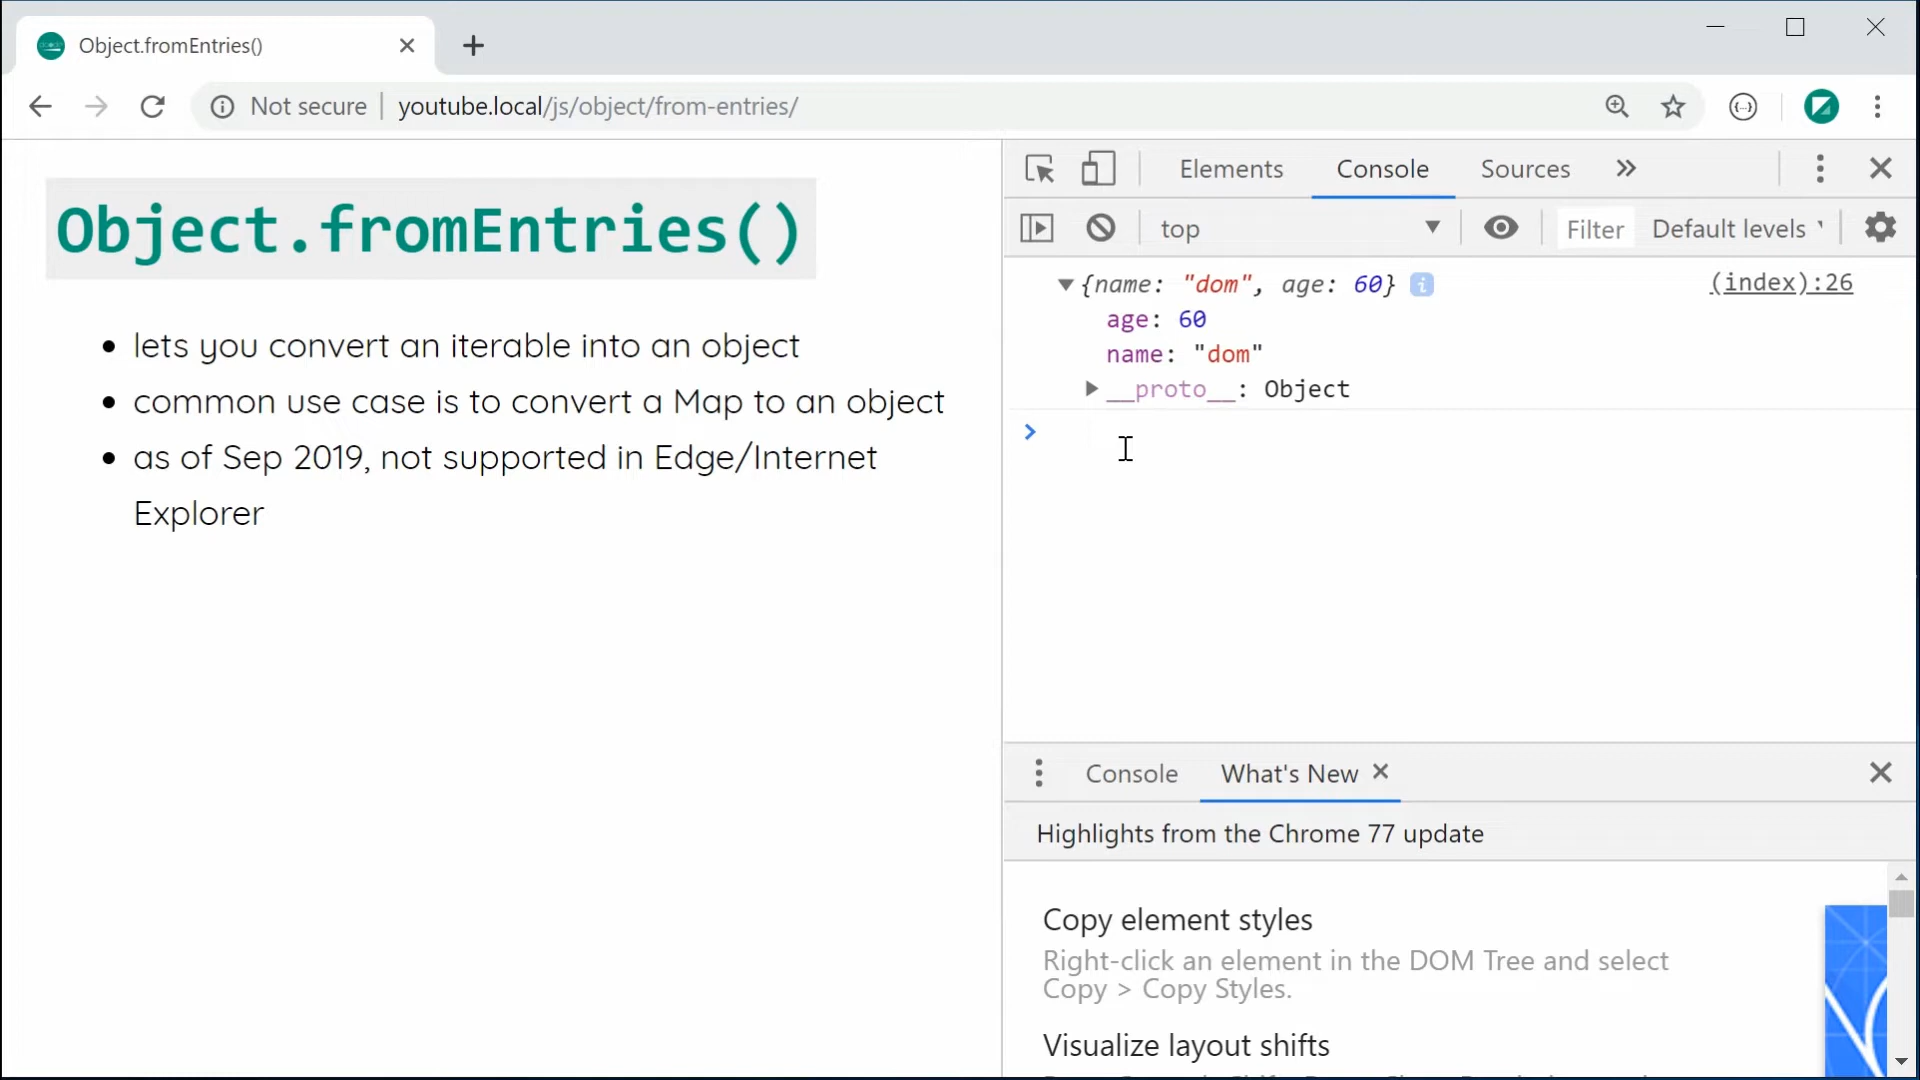 Object.fromEntries()
Not secure | youtube.local/js/object/from-entries/
Object.fromEntries()
• lets you convert an iterable into an object
• common use case is to convert a Map to an object
• as of Sep 2019, not supported in Edge/Internet
Explorer
Elements Console Sources »
top Filter Default levels
{name: "dom", age: 60} i (index):26
age: 60
name: "dom"
__proto__: Object
>
Console What's New
Highlights from the Chrome 77 update
Copy element styles
Right-click an element in the DOM Tree and select
Copy > Copy Styles.
Visualize layout shifts